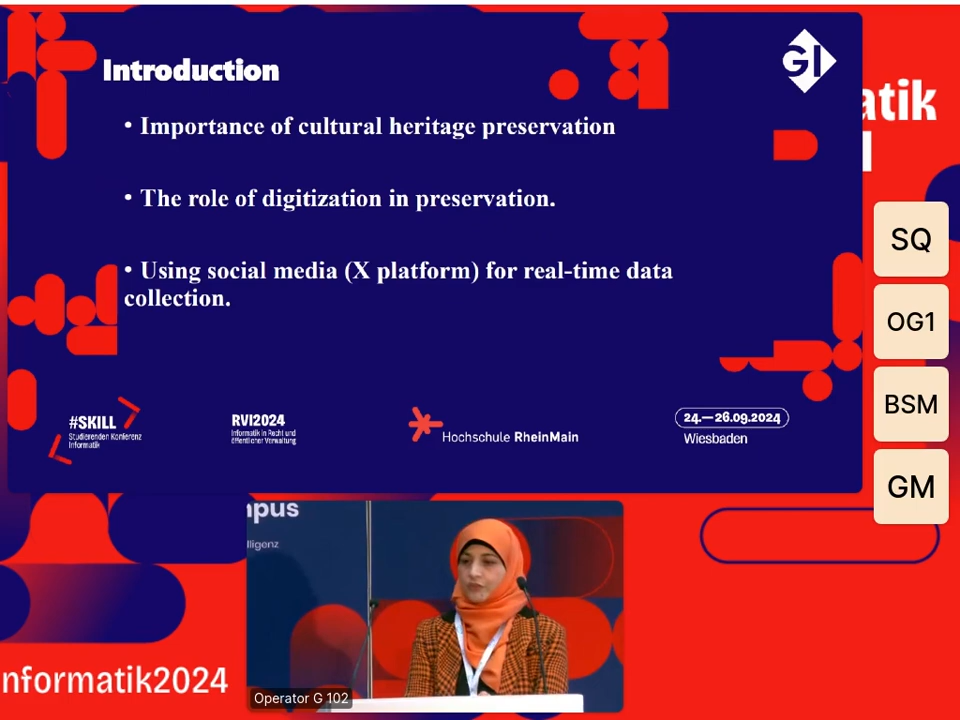 Introduction
GI
• Importance of cultural heritage preservation
• The role of digitization in preservation.
• Using social media (X platform) for real-time data
collection.
#SKILL
Studierenden Konferenz
Informatik
RVI2024
Informatik in Recht und
öffentlicher Verwaltung
Hochschule RheinMain
24.—26.09.2024
Wiesbaden
atik
SQ
OG1
BSM
GM
mpus
lligenz
Operator G 102
nformatik2024